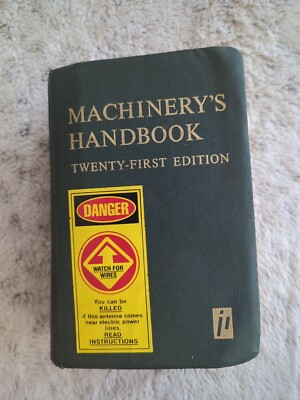 MACHINERY'S
HANDBOOK
TWENTY-FIRST EDITION
DANGER
WATCH FOR
WIRES
You can be
KILLED
if this antenna comes
near electric power
lines.
READ
INSTRUCTIONS
ip